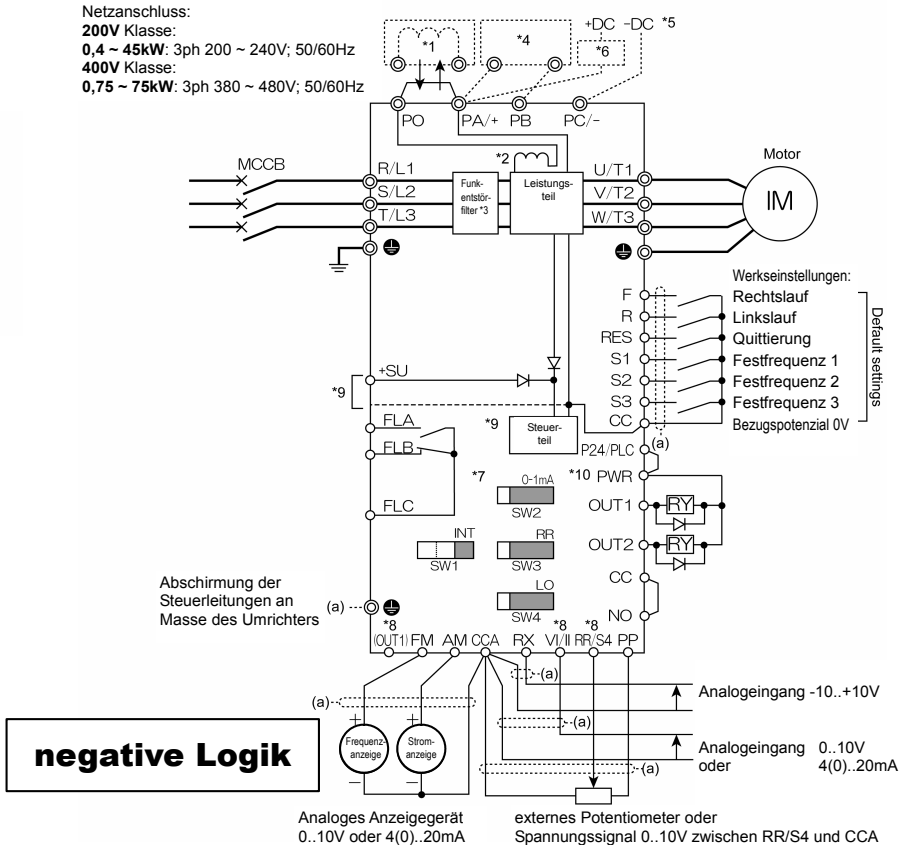 Netzanschluss:
200V Klasse:
0,4 ~ 45kW: 3ph 200 ~ 240V; 50/60Hz
400V Klasse:
0,75 ~ 75kW: 3ph 380 ~ 480V; 50/60Hz
*1
*4
+DC -DC *5
*6
PO
PA/+
PB
PC/-
*2
MCCB
R/L1
S/L2
T/L3
Funk-
entstör-
filter *3
Leistungs-
teil
U/T1
V/T2
W/T3
Motor
IM
Werkseinstellungen:
F
Rechtslauf
R
Linkslauf
RES
Quittierung
S1
Festfrequenz 1
S2
Festfrequenz 2
S3
Festfrequenz 3
CC
Bezugspotenzial 0V
Default settings
+SU
*9
*9
Steuer-
teil
P24/PLC
(a)
FLA
FLB
FLC
*7
0-1mA
SW2
*10 PWR
OUT1
RY
OUT2
RY
INT
SW1
RR
SW3
LO
SW4
CC
NO
Abschirmung der
Steuerleitungen an
Masse des Umrichters
(a)
*8
(OUT1)
FM
AM
CCA
RX
*8
VI/II
*8
RR/S4
PP
(a)
Analogeingang -10..+10V
(a)
(a)
Analogeingang 0..10V
oder 4(0)..20mA
(a)
negative Logik
+
Frequenz-
anzeige
−
+
Strom-
anzeige
−
Analoges Anzeigegerät
0..10V oder 4(0)..20mA
externes Potentiometer oder
Spannungssignal 0..10V zwischen RR/S4 und CCA